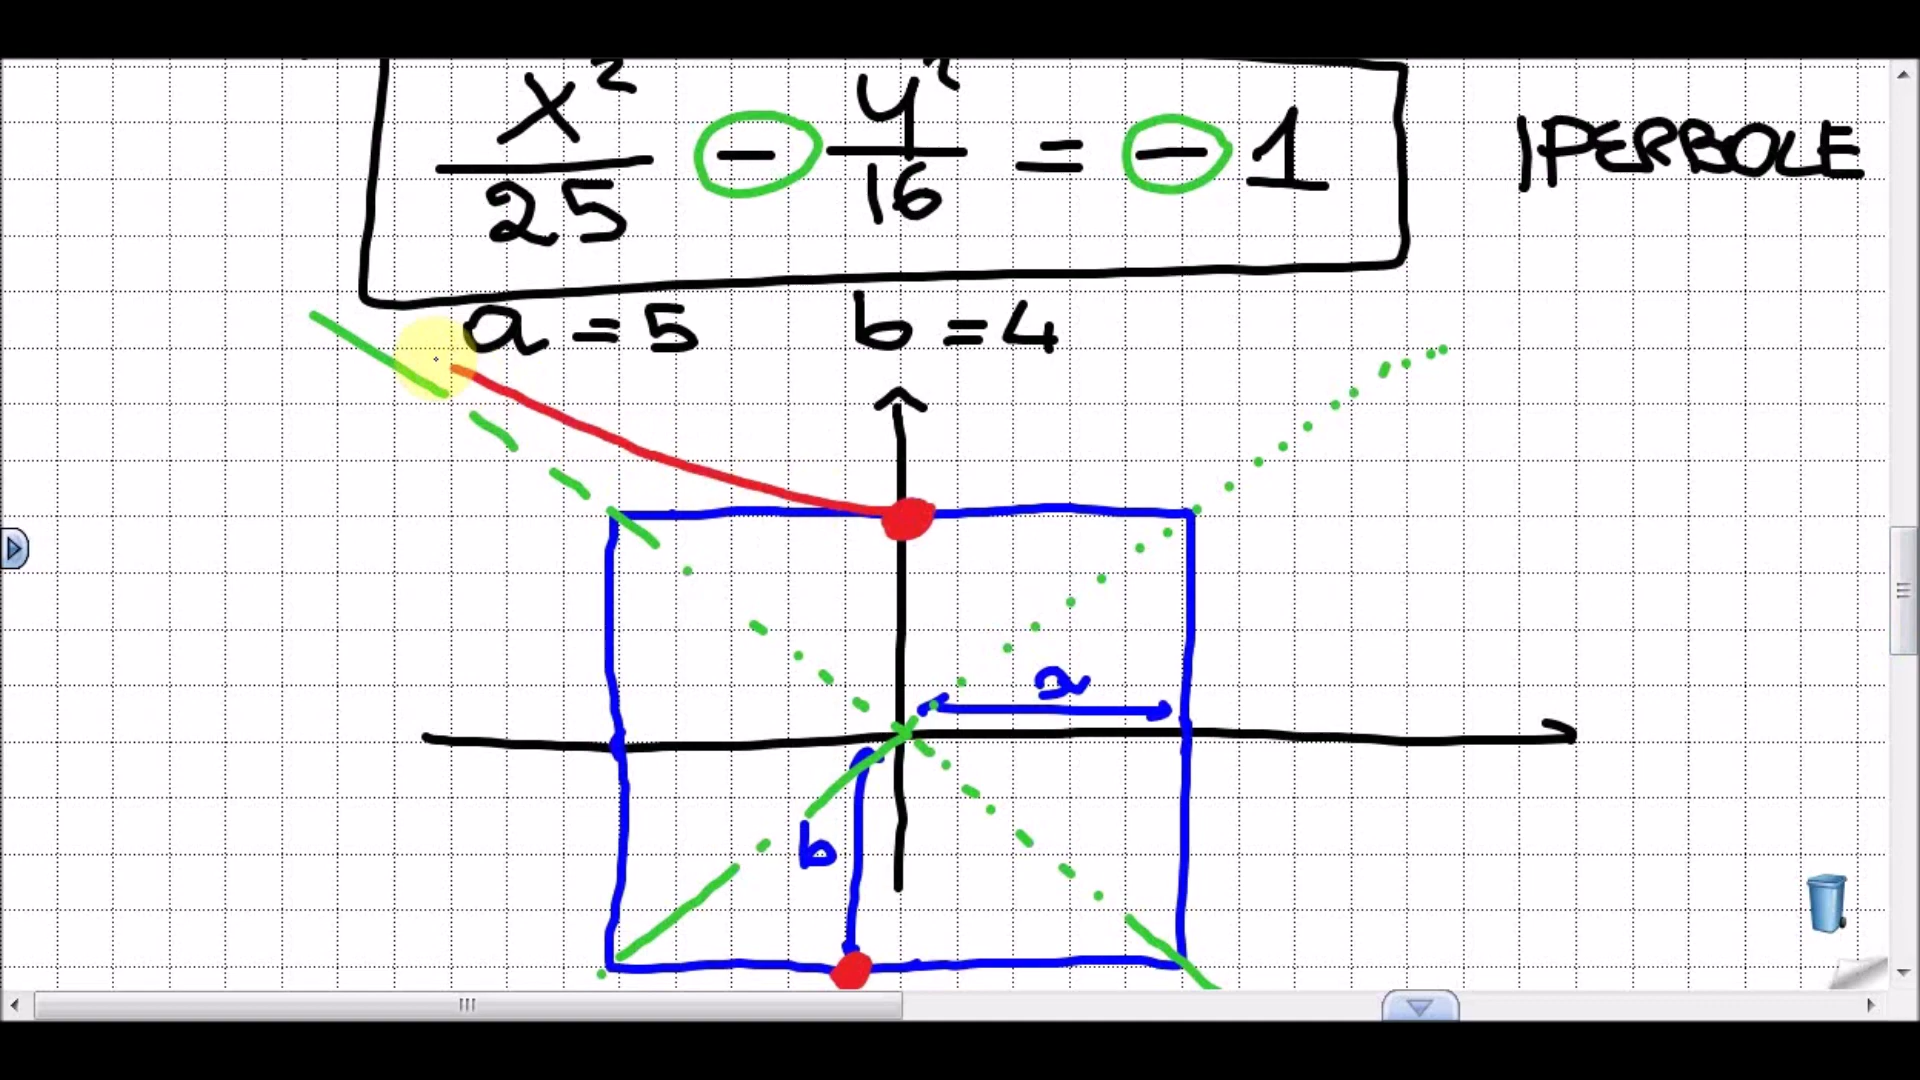 x²/25 - y²/16 = -1 IPERBOLE
a = 5 b = 4
a
b